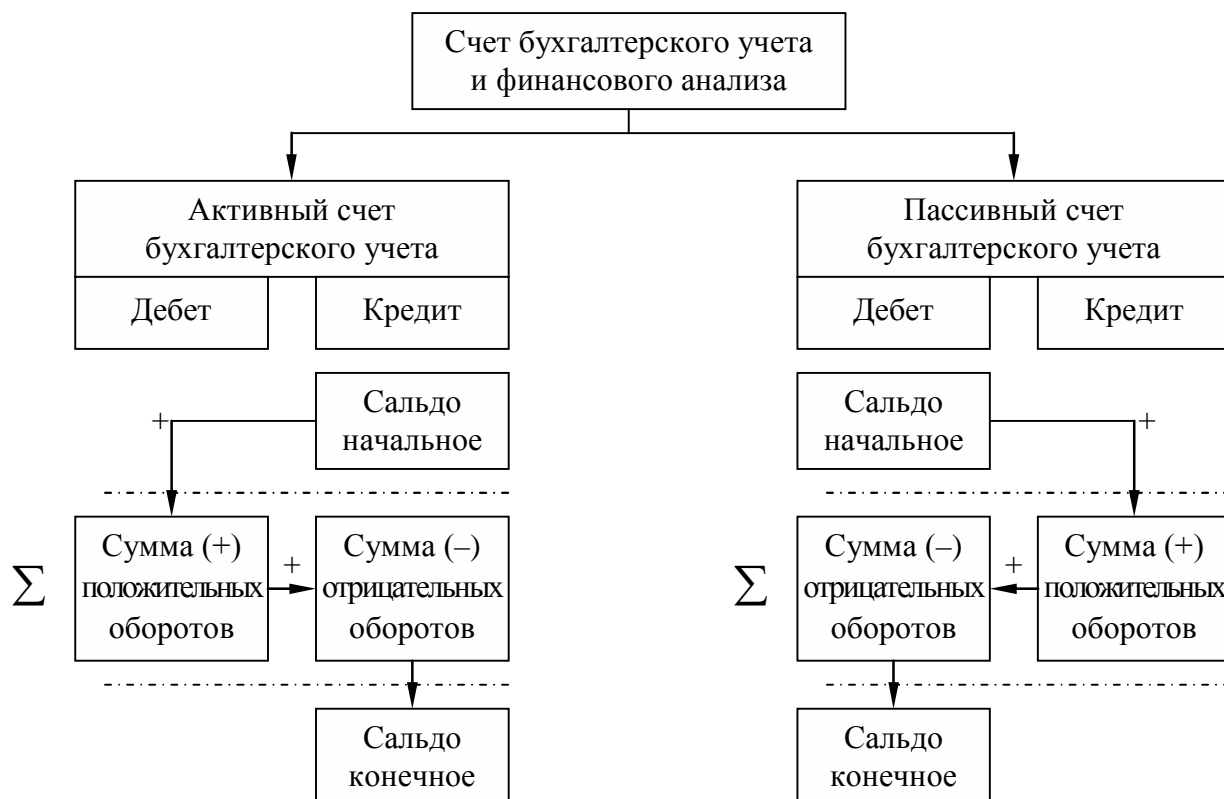 Счет бухгалтерского учета
и финансового анализа
Активный счет
бухгалтерского учета
Дебет
Кредит
Пассивный счет
бухгалтерского учета
Дебет
Кредит
+
Сальдо
начальное
Сальдо
начальное
+
∑
Сумма (+)
положительных
оборотов
+
Сумма (–)
отрицательных
оборотов
∑
Сумма (–)
отрицательных
оборотов
+
Сумма (+)
положительных
оборотов
Сальдо
конечное
Сальдо
конечное